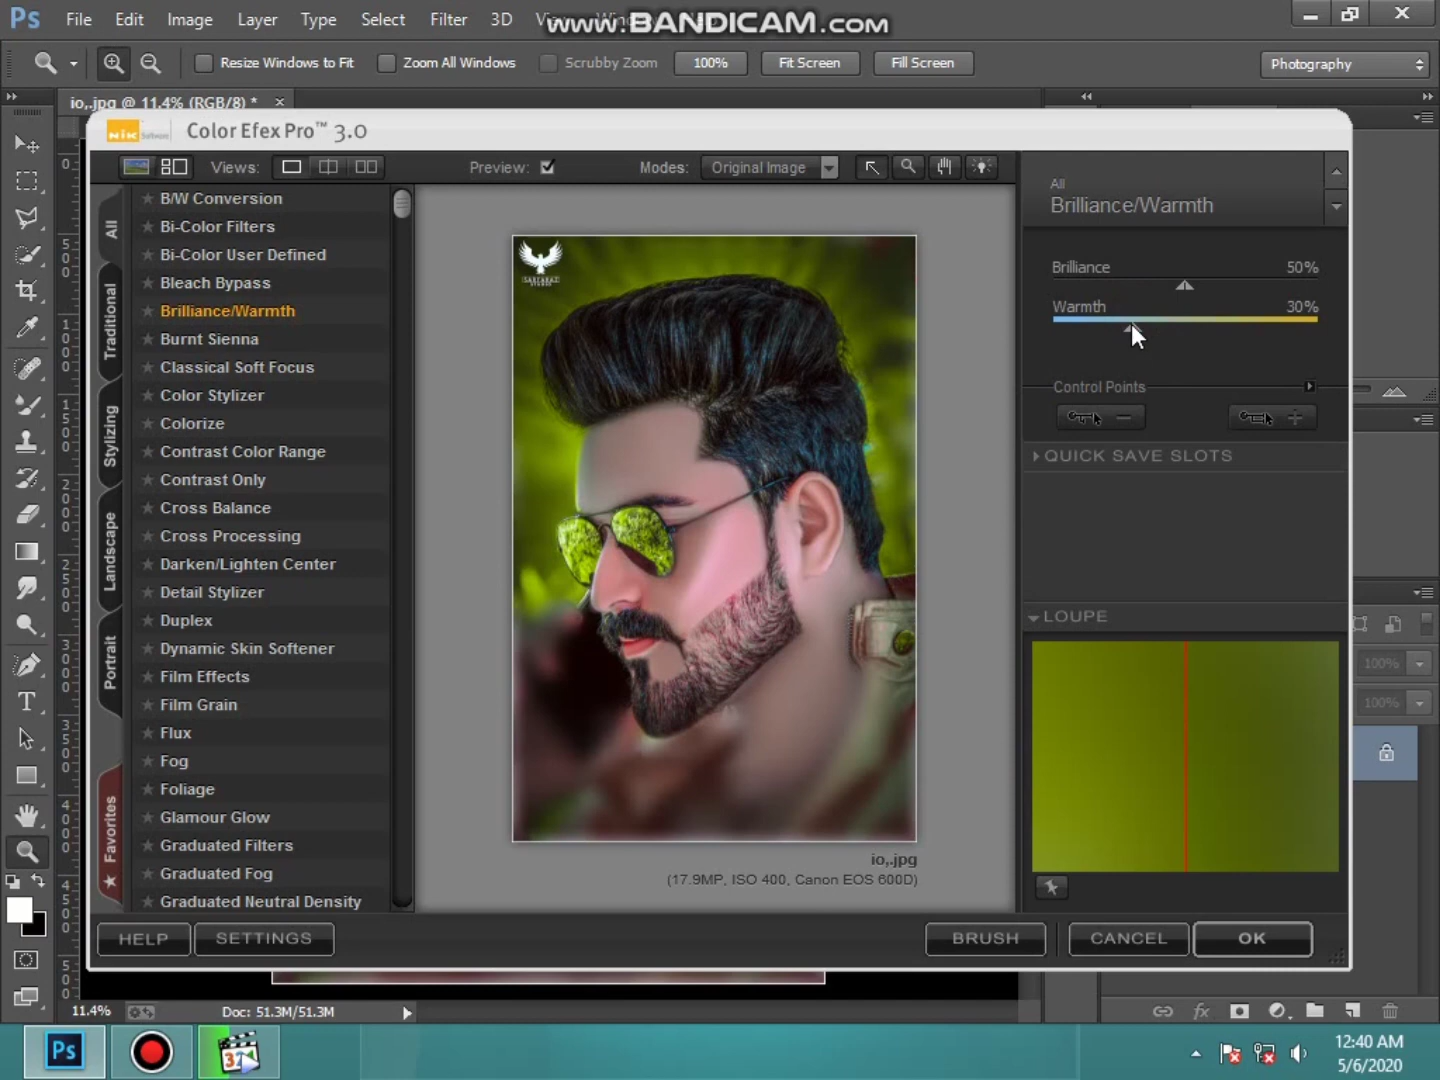 Ps File Edit Image Layer Type Select Filter 3D
www.BANDICAM.com
Resize Windows to Fit Zoom All Windows Scrubby Zoom 100% Fit Screen Fill Screen Photography
io,.jpg @ 11.4% (RGB/8) * ×
Nik Software Color Efex Pro™ 3.0
Views: Preview: Modes: Original Image
All
Traditional
Stylizing
Landscape
Portrait
Favorites
B/W Conversion
Bi-Color Filters
Bi-Color User Defined
Bleach Bypass
Brilliance/Warmth
Burnt Sienna
Classical Soft Focus
Color Stylizer
Colorize
Contrast Color Range
Contrast Only
Cross Balance
Cross Processing
Darken/Lighten Center
Detail Stylizer
Duplex
Dynamic Skin Softener
Film Effects
Film Grain
Flux
Fog
Foliage
Glamour Glow
Graduated Filters
Graduated Fog
Graduated Neutral Density
io,.jpg
(17.9MP, ISO 400, Canon EOS 600D)
All
Brilliance/Warmth
Brilliance 50%
Warmth 30%
Control Points
QUICK SAVE SLOTS
LOUPE
100%
100%
HELP SETTINGS BRUSH CANCEL OK
11.4% Doc: 51.3M/51.3M
Ps
12:40 AM
5/6/2020